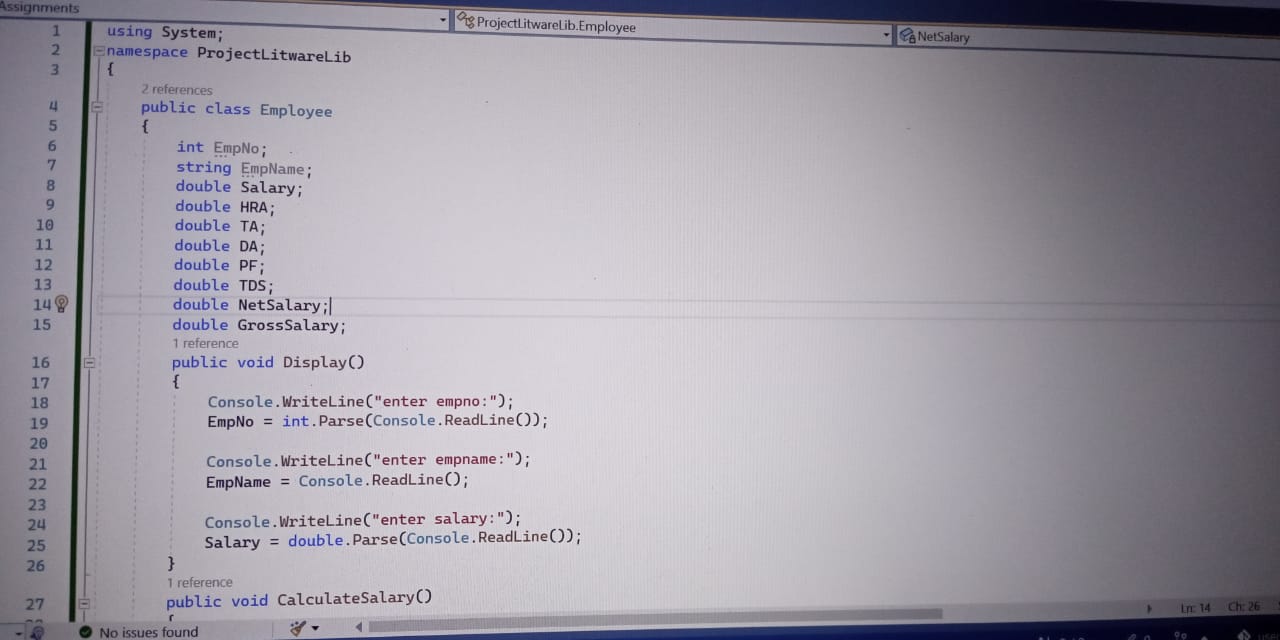 Assignments
ProjectLitwareLib.Employee
NetSalary
1 using System;
2 namespace ProjectLitwareLib
3 {
2 references
4 public class Employee
5 {
6 int EmpNo;
7 string EmpName;
8 double Salary;
9 double HRA;
10 double TA;
11 double DA;
12 double PF;
13 double TDS;
14 double NetSalary;
15 double GrossSalary;
1 reference
16 public void Display()
17 {
18 Console.WriteLine("enter empno:");
19 EmpNo = int.Parse(Console.ReadLine());
20
21 Console.WriteLine("enter empname:");
22 EmpName = Console.ReadLine();
23
24 Console.WriteLine("enter salary:");
25 Salary = double.Parse(Console.ReadLine());
26 }
1 reference
27 public void CalculateSalary()
{
No issues found
Ln: 14 Ch: 26